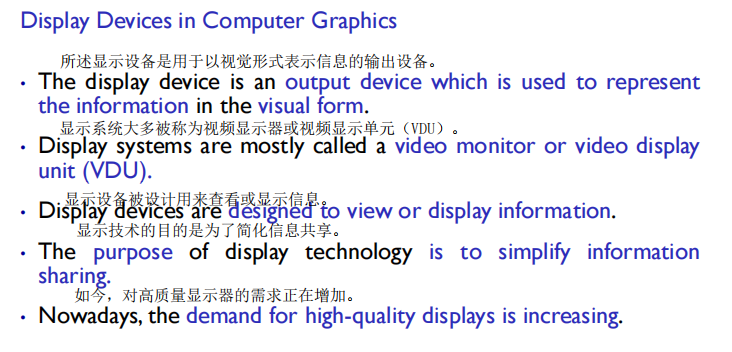 Display Devices in Computer Graphics
所述显示设备是用于以视觉形式表示信息的输出设备。
• The display device is an output device which is used to represent
the information in the visual form.
显示系统大多被称为视频显示器或视频显示单元（VDU）。
• Display systems are mostly called a video monitor or video display
unit (VDU).
显示设备被设计用来查看或显示信息。
• Display devices are designed to view or display information.
显示技术的目的是为了简化信息共享。
• The purpose of display technology is to simplify information
sharing.
如今，对高质量显示器的需求正在增加。
• Nowadays, the demand for high-quality displays is increasing.